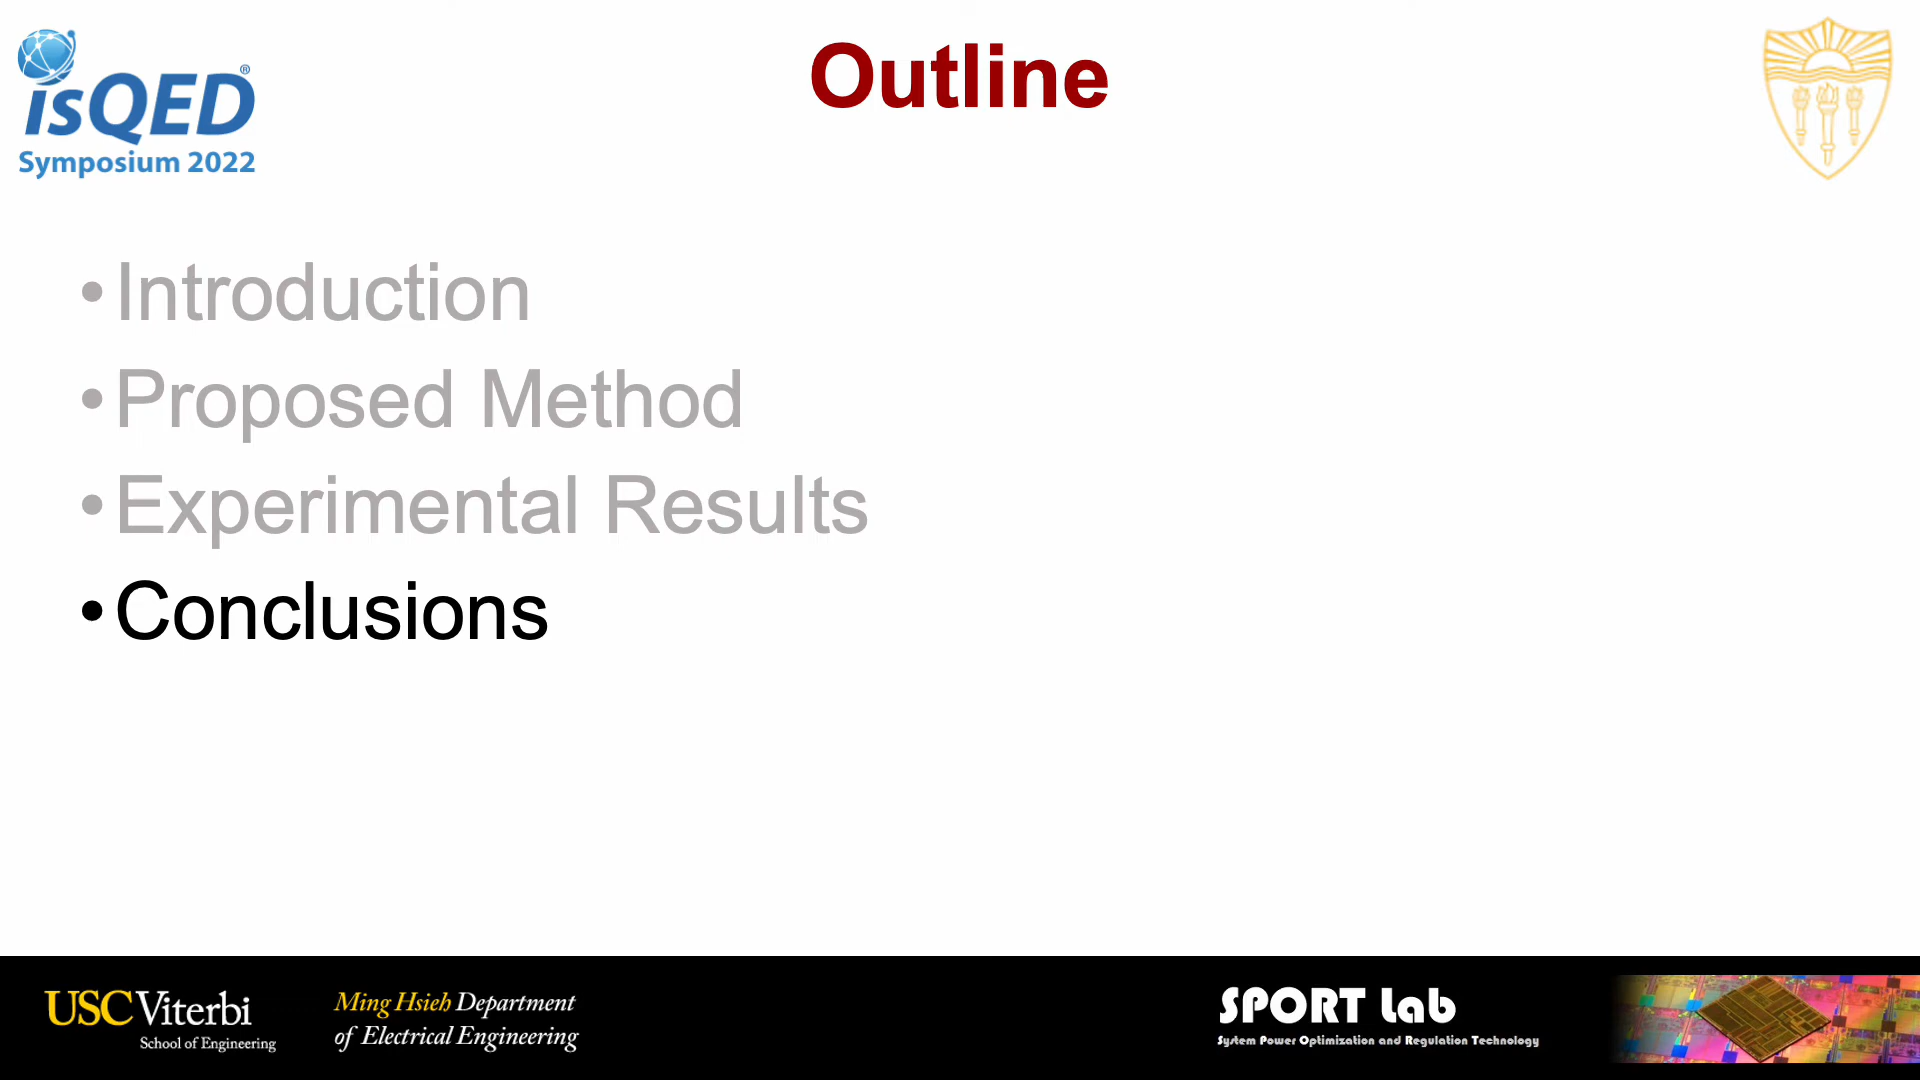 isQED®
Symposium 2022
Outline
•Introduction
•Proposed Method
•Experimental Results
•Conclusions
USC Viterbi
School of Engineering
Ming Hsieh Department
of Electrical Engineering
SPORT Lab
System Power Optimization and Regulation Technology